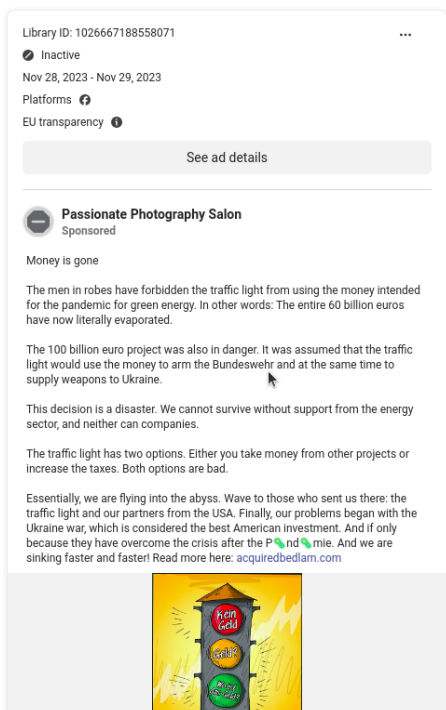 Library ID: 1026667188558071
Inactive
Nov 28, 2023 - Nov 29, 2023
Platforms
EU transparency
See ad details
Passionate Photography Salon
Sponsored
Money is gone
The men in robes have forbidden the traffic light from using the money intended
for the pandemic for green energy. In other words: The entire 60 billion euros
have now literally evaporated.
The 100 billion euro project was also in danger. It was assumed that the traffic
light would use the money to arm the Bundeswehr and at the same time to
supply weapons to Ukraine.
This decision is a disaster. We cannot survive without support from the energy
sector, and neither can companies.
The traffic light has two options. Either you take money from other projects or
increase the taxes. Both options are bad.
Essentially, we are flying into the abyss. Wave to those who sent us there: the
traffic light and our partners from the USA. Finally, our problems began with the
Ukraine war, which is considered the best American investment. And if only
because they have overcome the crisis after the P🦠nd🦠mie. And we are
sinking faster and faster! Read more here: acquiredbedlam.com
Kein
Geld
Geld?